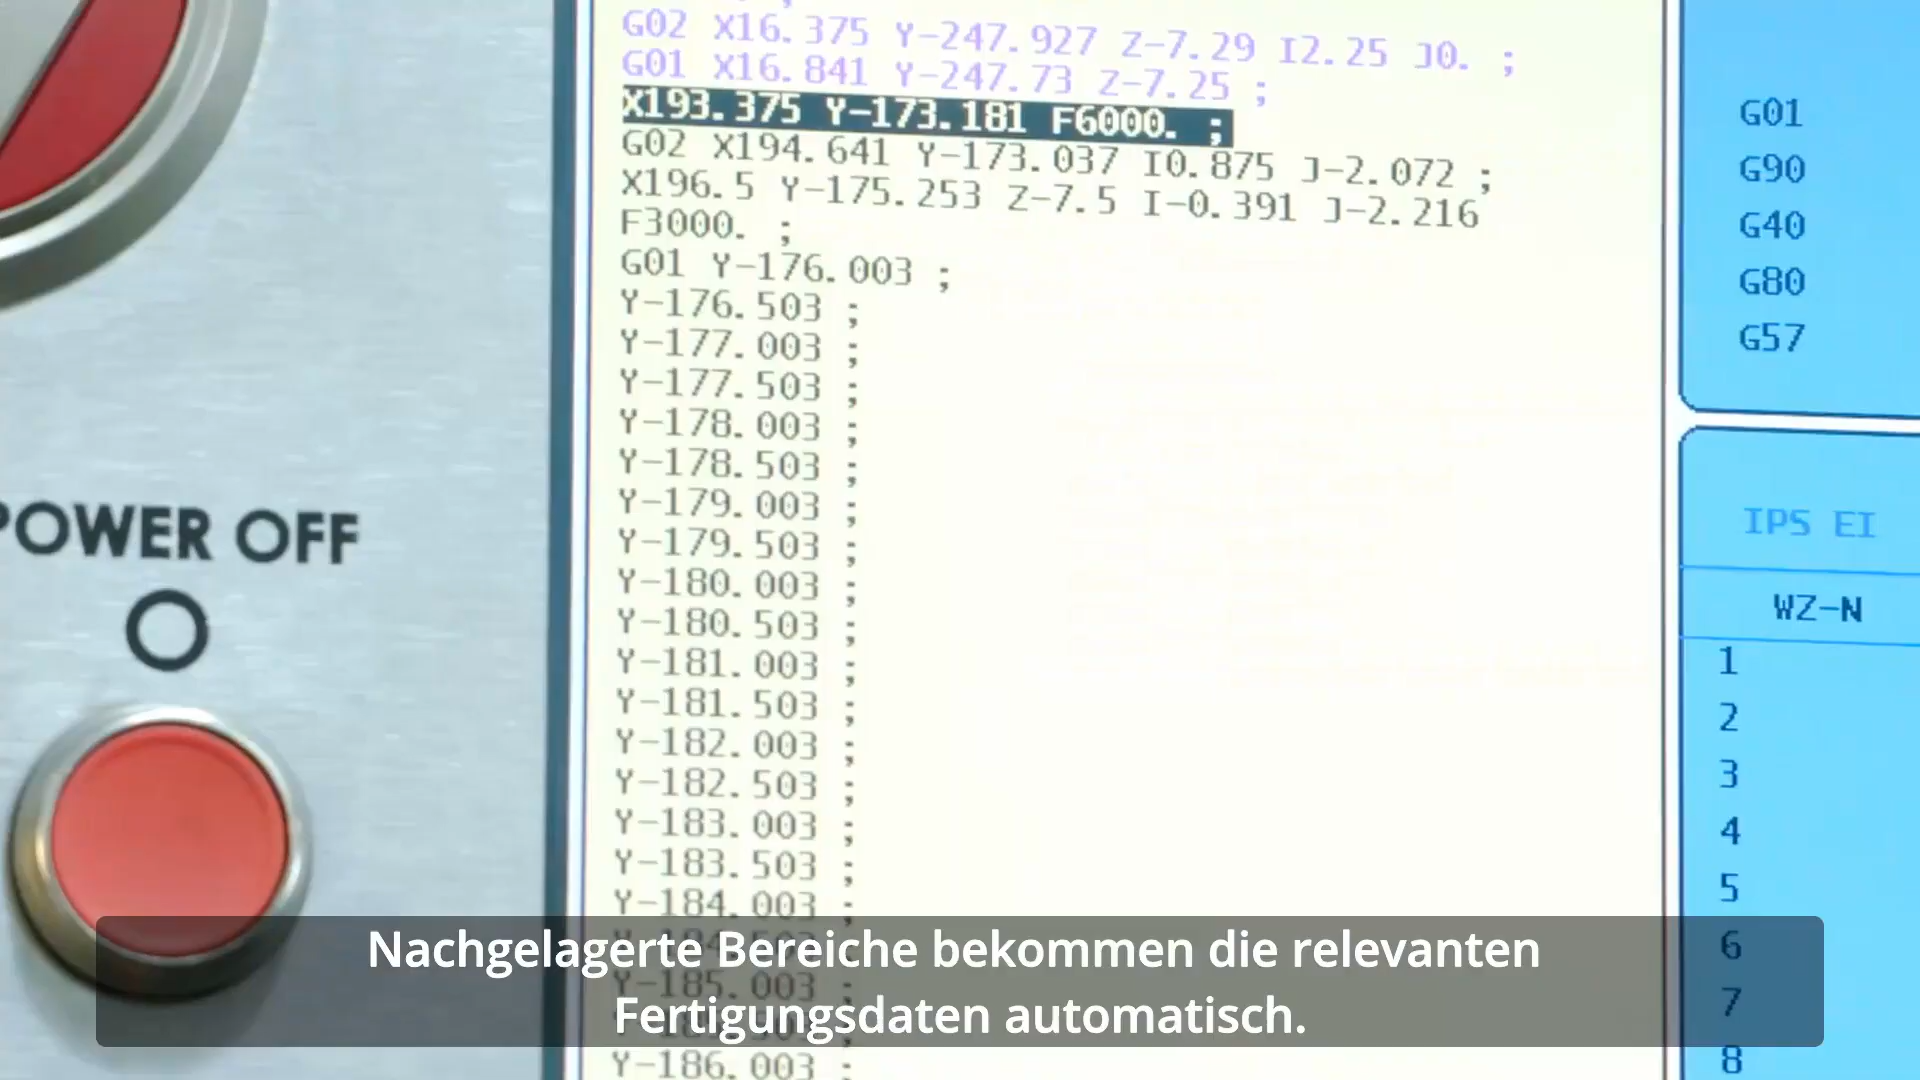 G02 X16.375 Y-247.927 Z-7.29 I2.25 J0. ;
G01 X16.841 Y-247.73 Z-7.25 ;
X193.375 Y-173.181 F6000. ;
G02 X194.641 Y-173.037 I0.875 J-2.072 ;
X196.5 Y-175.253 Z-7.5 I-0.391 J-2.216
F3000. ;
G01 Y-176.003 ;
Y-176.503 ;
Y-177.003 ;
Y-177.503 ;
Y-178.003 ;
Y-178.503 ;
Y-179.003 ;
Y-179.503 ;
Y-180.003 ;
Y-180.503 ;
Y-181.003 ;
Y-181.503 ;
Y-182.003 ;
Y-182.503 ;
Y-183.003 ;
Y-183.503 ;
Y-184.003 ;
Y-185.003 ;
Y-186.003 ;
G01
G90
G40
G80
G57
IPS EI
WZ-N
1
2
3
4
5
6
7
8
POWER OFF
Nachgelagerte Bereiche bekommen die relevanten
Fertigungsdaten automatisch.